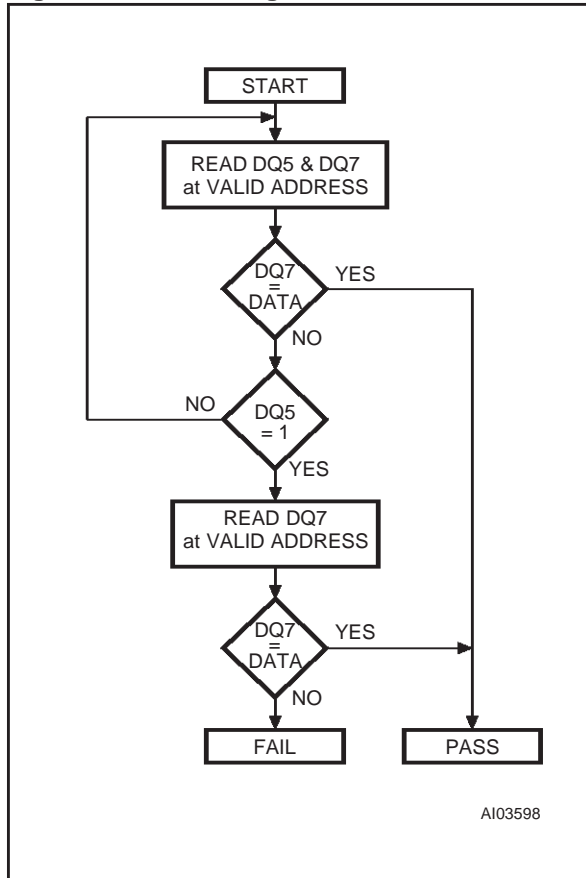 START
READ DQ5 & DQ7
at VALID ADDRESS
DQ7
=
DATA
YES
NO
NO
DQ5
= 1
YES
READ DQ7
at VALID ADDRESS
DQ7
=
DATA
YES
NO
FAIL
PASS
AI03598